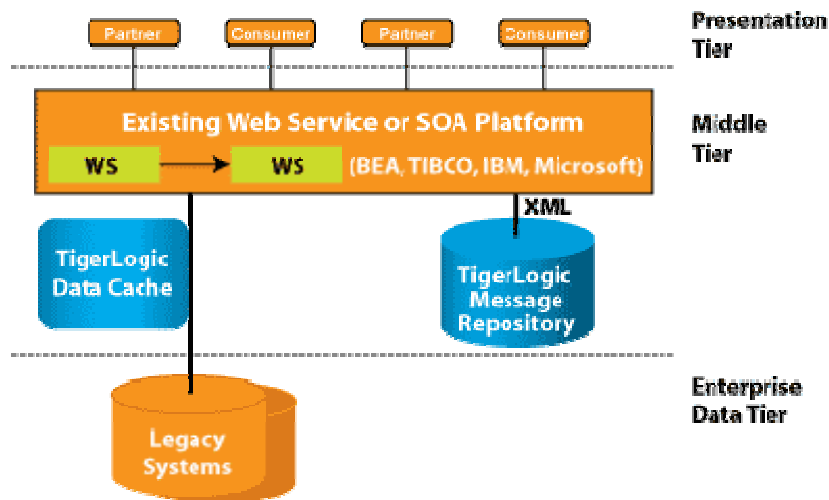 Partner
Consumer
Partner
Consumer
Presentation
Tier
Existing Web Service or SOA Platform
WS
WS
(BEA, TIBCO, IBM, Microsoft)
Middle
Tier
XML
TigerLogic
Data Cache
TigerLogic
Message
Repository
Enterprise
Data Tier
Legacy
Systems